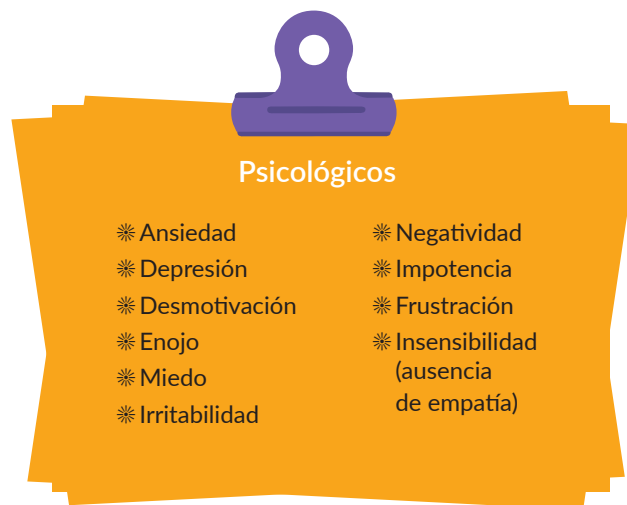 Psicológicos
Ansiedad
Depresión
Desmotivación
Enojo
Miedo
Irritabilidad
Negatividad
Impotencia
Frustración
Insensibilidad
(ausencia
de empatía)